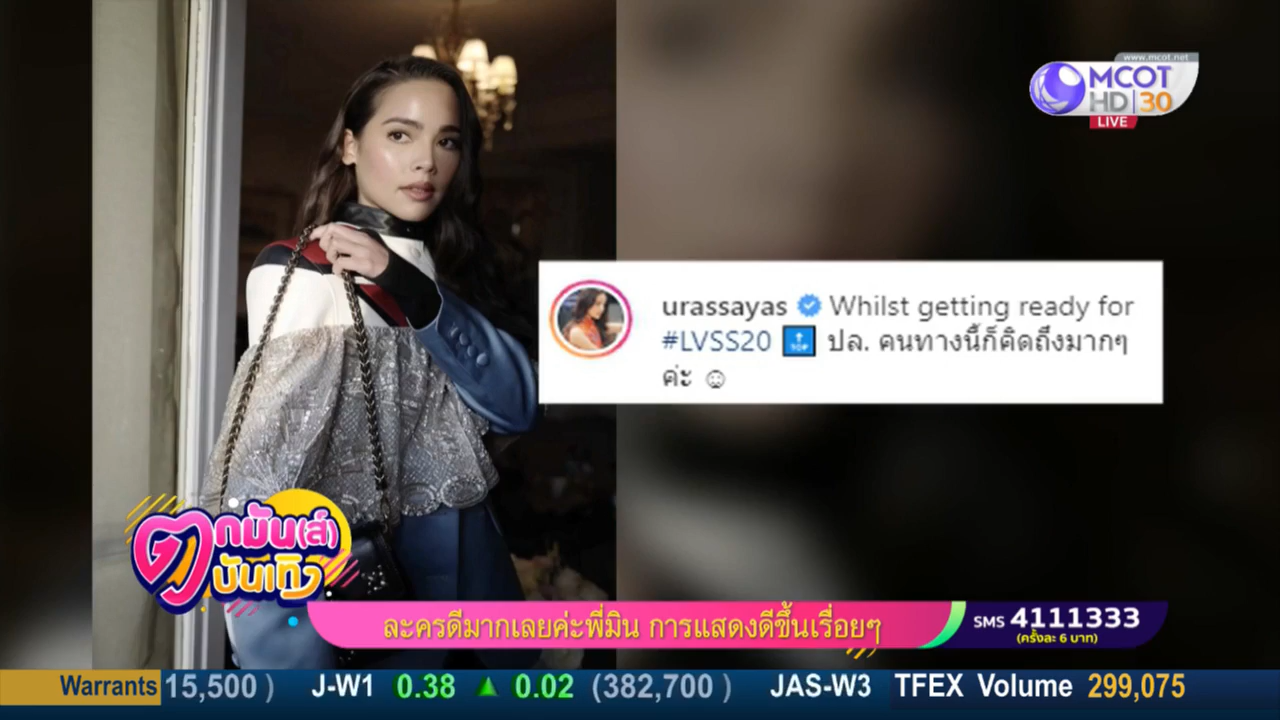 www.mcot.net
MCOT
HD|30
LIVE
urassayas Whilst getting ready for
#LVSS20 TOP ปล. คนทางนี้ก็คิดถึงมากๆ
ค่ะ
ตกมัน(ส์)
บันเทิง
ละครดีมากเลยค่ะพี่มิน การแสดงดีขึ้นเรื่อยๆ
SMS 4111333
(ครั้งละ 6 บาท)
Warrants 15,500 ) J-W1 0.38 ▲ 0.02 (382,700 ) JAS-W3 TFEX Volume 299,075